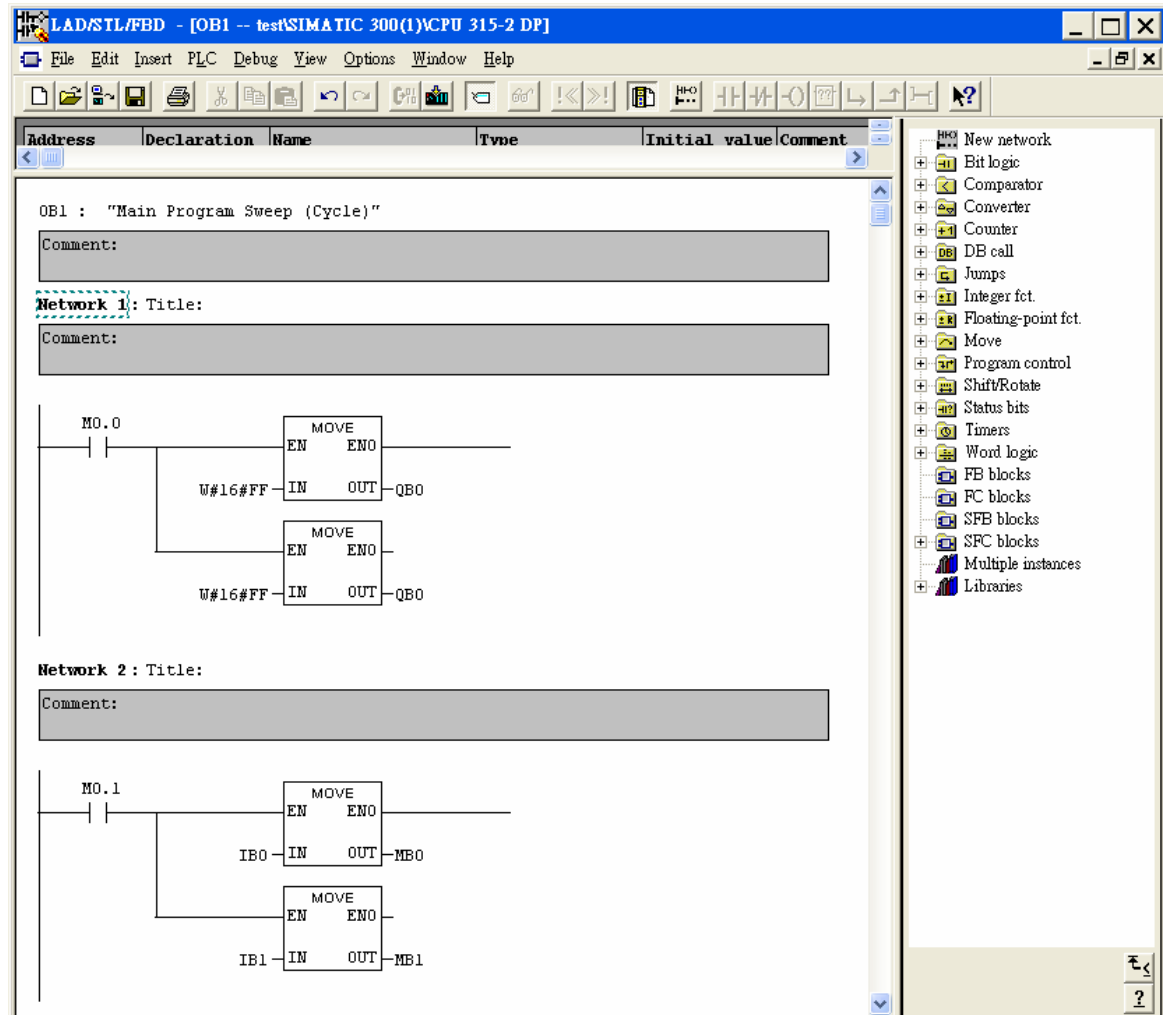 LAD/STL/FBD - [OB1 -- test\SIMATIC 300(1)\CPU 315-2 DP]
File Edit Insert PLC Debug View Options Window Help
Address Declaration Name Type Initial value Comment
OB1 : "Main Program Sweep (Cycle)"
Comment:
Network 1: Title:
Comment:
M0.0
MOVE
EN ENO
W#16#FF IN OUT QB0
MOVE
EN ENO
W#16#FF IN OUT QB0
Network 2: Title:
Comment:
M0.1
MOVE
EN ENO
IB0 IN OUT MB0
MOVE
EN ENO
IB1 IN OUT MB1
New network
Bit logic
Comparator
Converter
Counter
DB call
Jumps
Integer fct.
Floating-point fct.
Move
Program control
Shift/Rotate
Status bits
Timers
Word logic
FB blocks
FC blocks
SFB blocks
SFC blocks
Multiple instances
Libraries